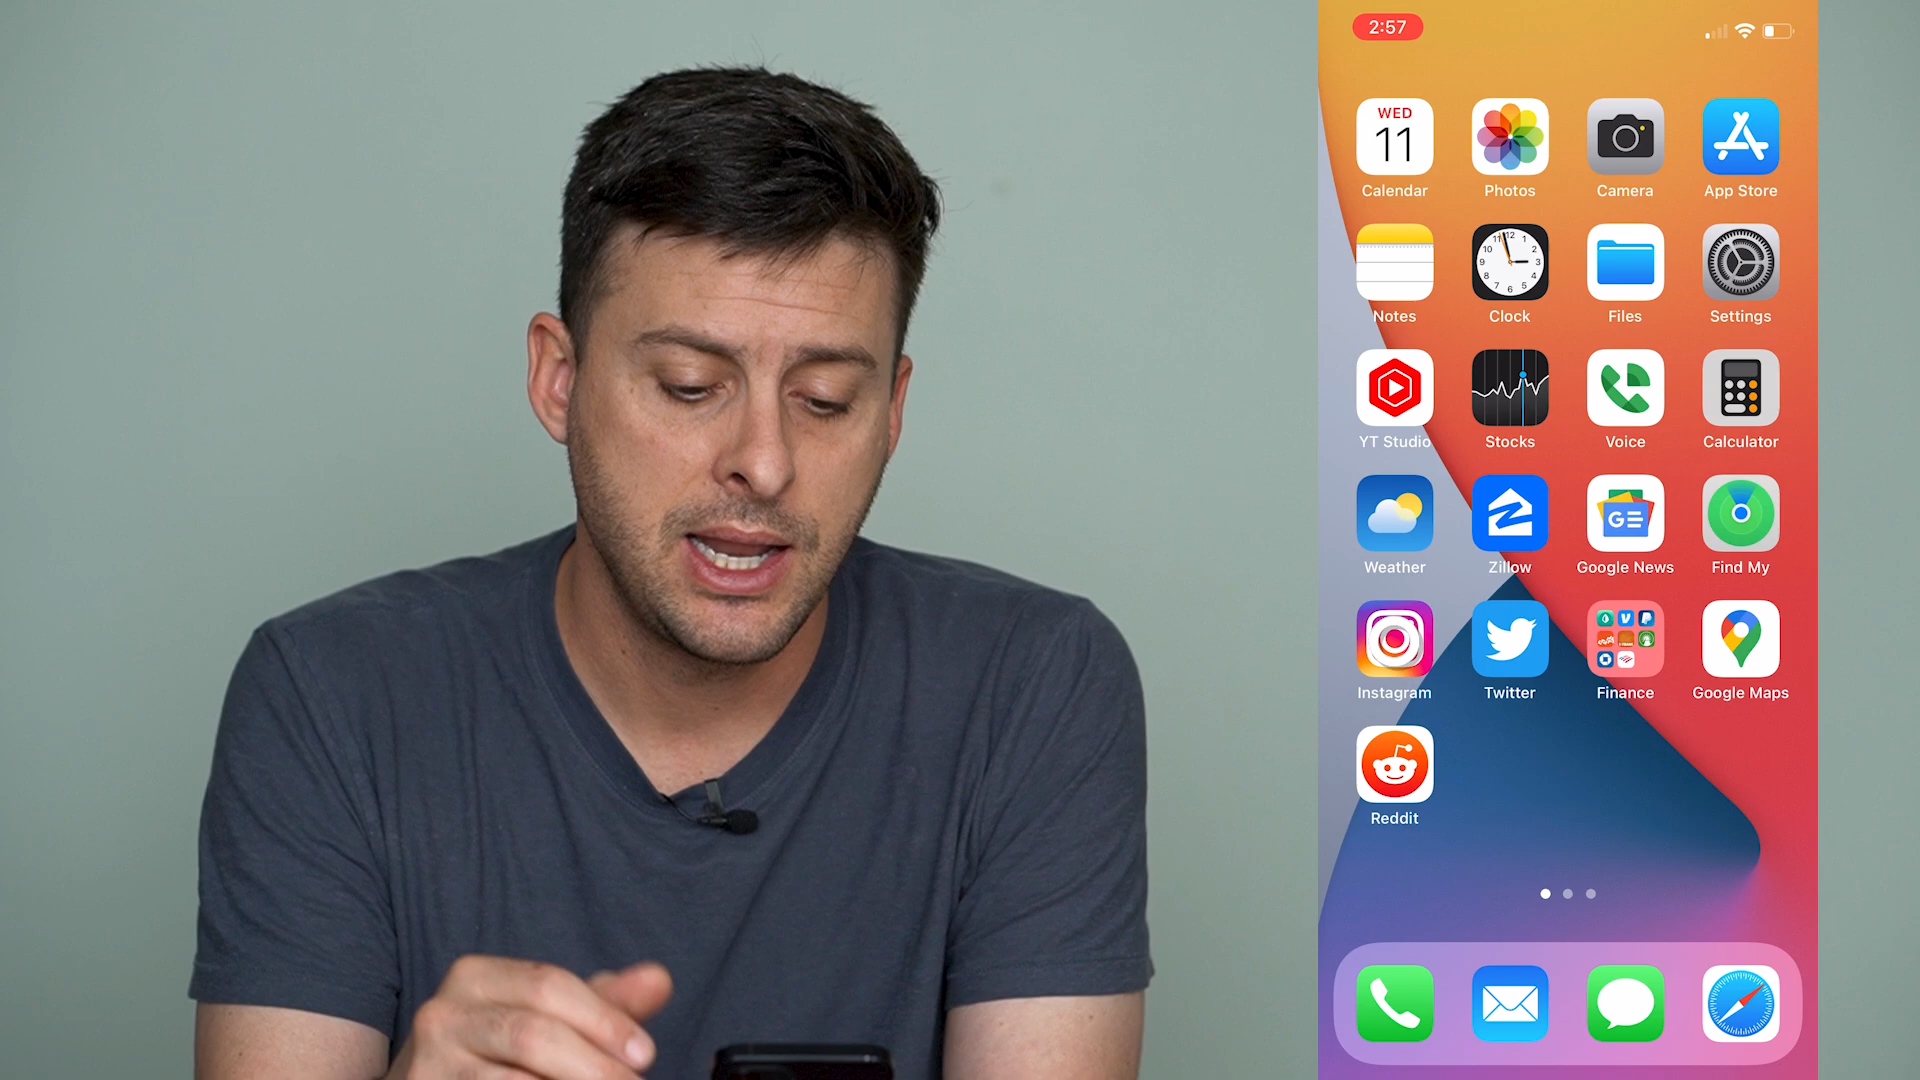 2:57
WED
11
Calendar
Photos
Camera
App Store
Notes
Clock
Files
Settings
YT Studio
Stocks
Voice
Calculator
Weather
Zillow
GE
Google News
Find My
Instagram
Twitter
Finance
Google Maps
Reddit